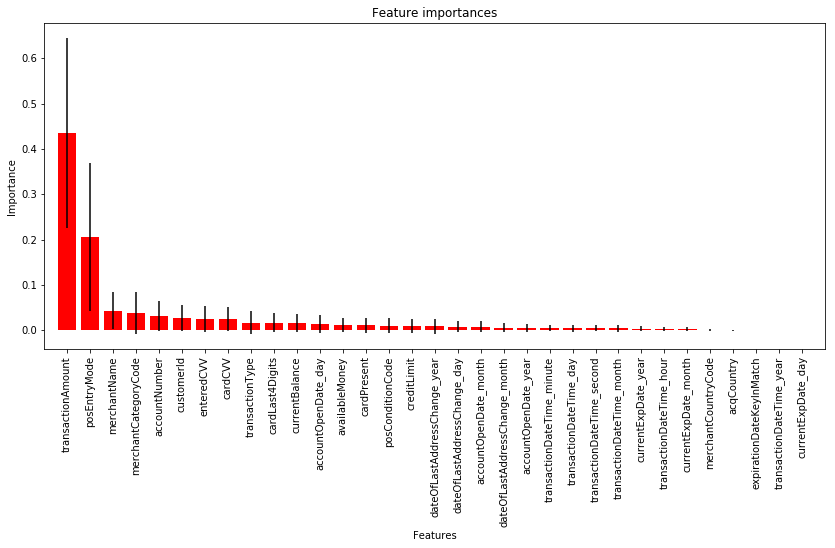 Feature importances
Importance
0.6
0.5
0.4
0.3
0.2
0.1
0.0
transactionAmount
posEntryMode
merchantName
merchantCategoryCode
accountNumber
customerId
enteredCVV
cardCVV
transactionType
cardLast4Digits
currentBalance
accountOpenDate_day
availableMoney
cardPresent
posConditionCode
creditLimit
dateOfLastAddressChange_year
dateOfLastAddressChange_day
accountOpenDate_month
dateOfLastAddressChange_month
accountOpenDate_year
transactionDateTime_minute
transactionDateTime_day
transactionDateTime_second
transactionDateTime_month
currentExpDate_year
transactionDateTime_hour
currentExpDate_month
merchantCountryCode
acqCountry
expirationDateKeyInMatch
transactionDateTime_year
currentExpDate_day
Features